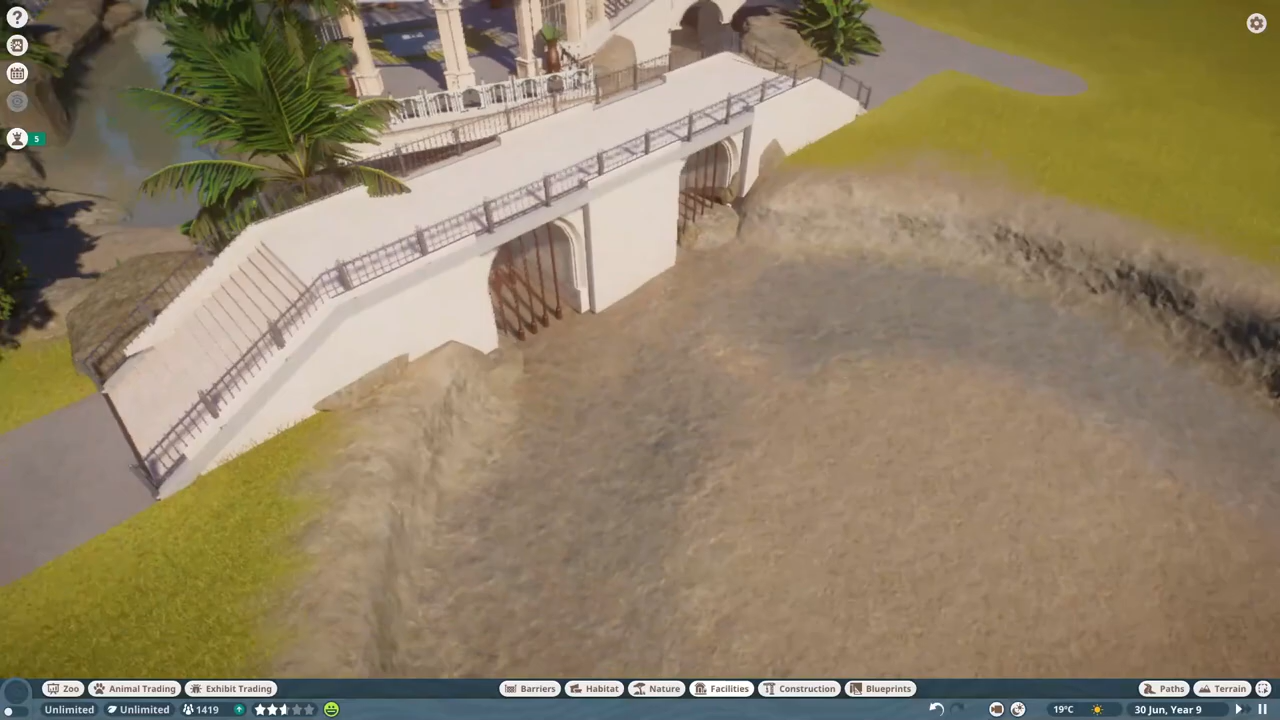 ?
5
Zoo Animal Trading Exhibit Trading Barriers Habitat Nature Facilities Construction Blueprints Paths Terrain
Unlimited Unlimited 1419 19°C 30 Jun, Year 9